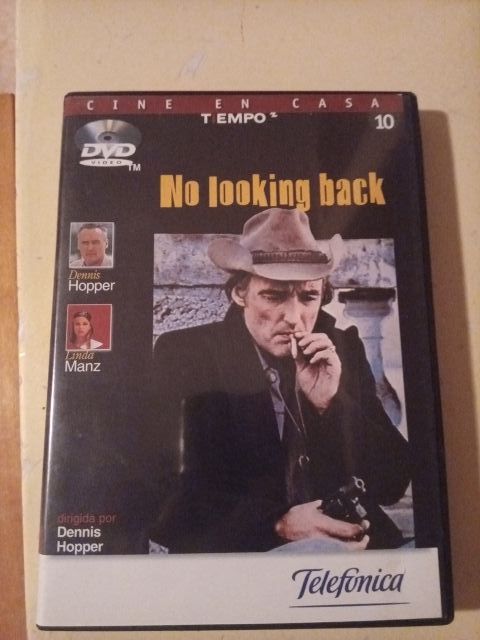 CINE EN CASA
TIEMPO
10
DVD
VIDEO
TM
No looking back
Dennis
Hopper
Linda
Manz
dirigida por
Dennis
Hopper
Telefónica